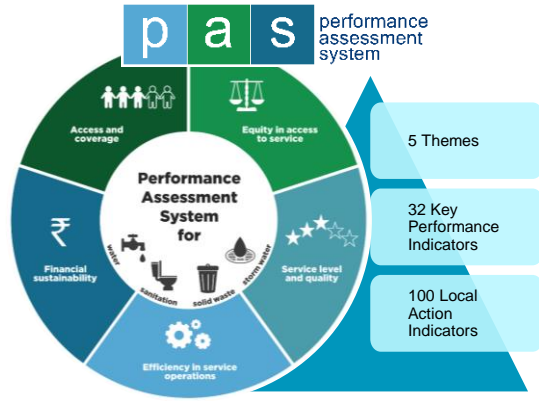 p a s
performance
assessment
system
Access and
coverage
Equity in access
to service
Performance
Assessment
System
for
water
sanitation
solid waste
storm water
₹
Financial
sustainability
Service level
and quality
Efficiency in service
operations
5 Themes
32 Key
Performance
Indicators
100 Local
Action
Indicators